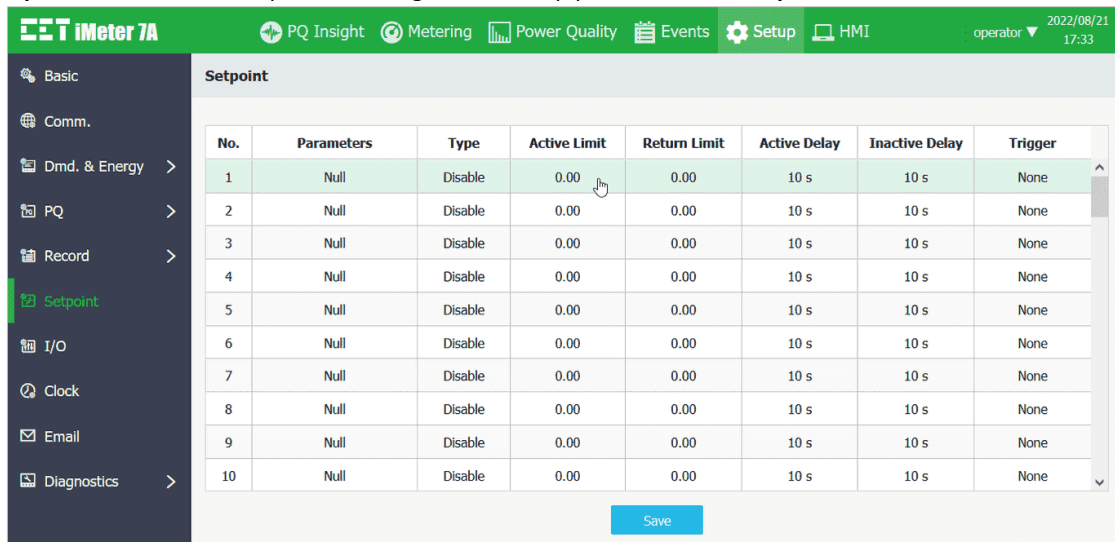 CET iMeter 7A PQ Insight Metering Power Quality Events Setup HMI operator ▼ 2022/08/21 17:33
Basic
Comm.
Dmd. & Energy >
PQ >
Record >
Setpoint
I/O
Clock
Email
Diagnostics >
Setpoint
No. Parameters Type Active Limit Return Limit Active Delay Inactive Delay Trigger
1 Null Disable 0.00 0.00 10 s 10 s None
2 Null Disable 0.00 0.00 10 s 10 s None
3 Null Disable 0.00 0.00 10 s 10 s None
4 Null Disable 0.00 0.00 10 s 10 s None
5 Null Disable 0.00 0.00 10 s 10 s None
6 Null Disable 0.00 0.00 10 s 10 s None
7 Null Disable 0.00 0.00 10 s 10 s None
8 Null Disable 0.00 0.00 10 s 10 s None
9 Null Disable 0.00 0.00 10 s 10 s None
10 Null Disable 0.00 0.00 10 s 10 s None
Save